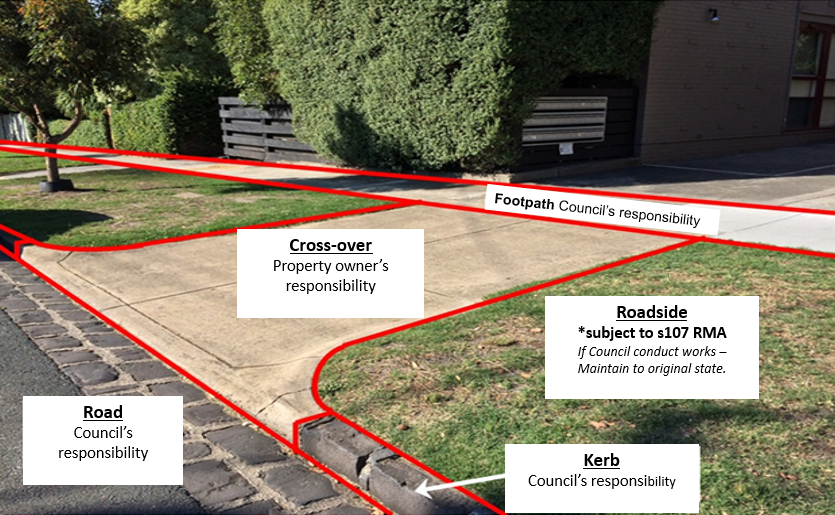 Footpath Council's responsibility
Cross-over
Property owner's
responsibility
Roadside
*subject to s107 RMA
If Council conduct works –
Maintain to original state.
Road
Council's
responsibility
Kerb
Council's responsibility